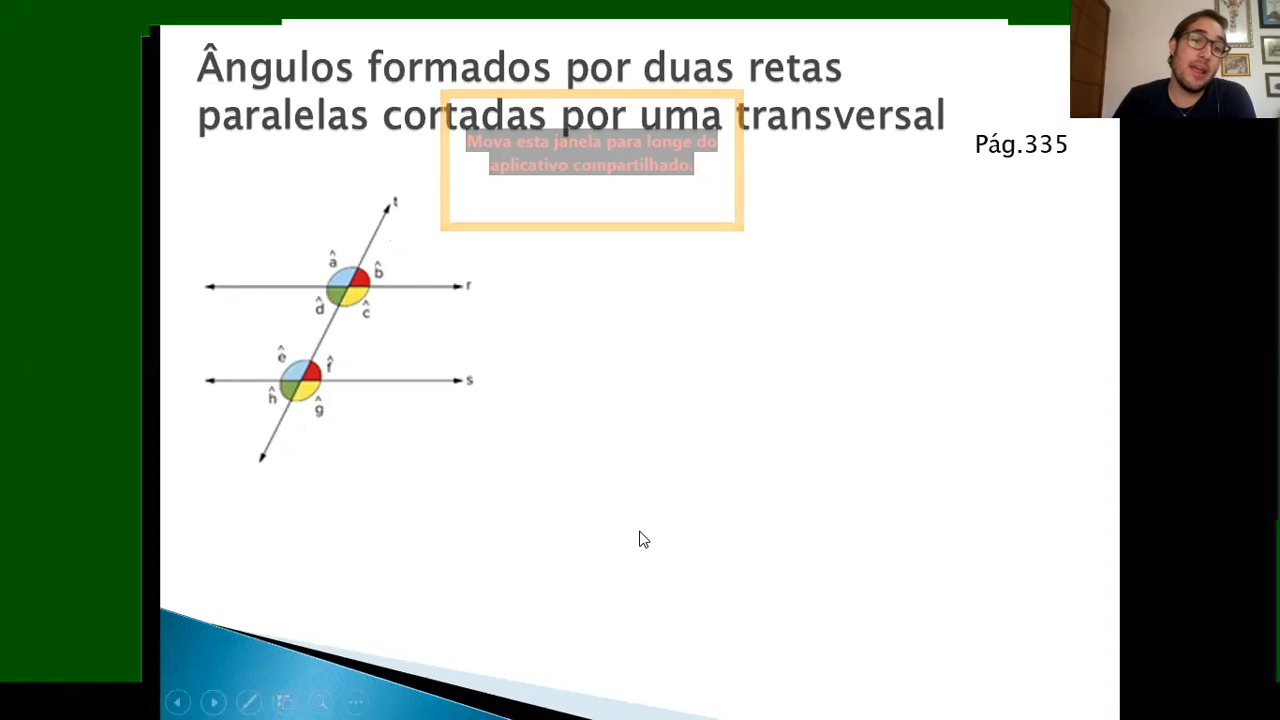 Ângulos formados por duas retas
paralelas cortadas por uma transversal
Pág.335
Mova esta janela para longe do
aplicativo compartilhado.
t
â
b̂
r
d̂
ĉ
ê
f̂
s
ĥ
ĝ